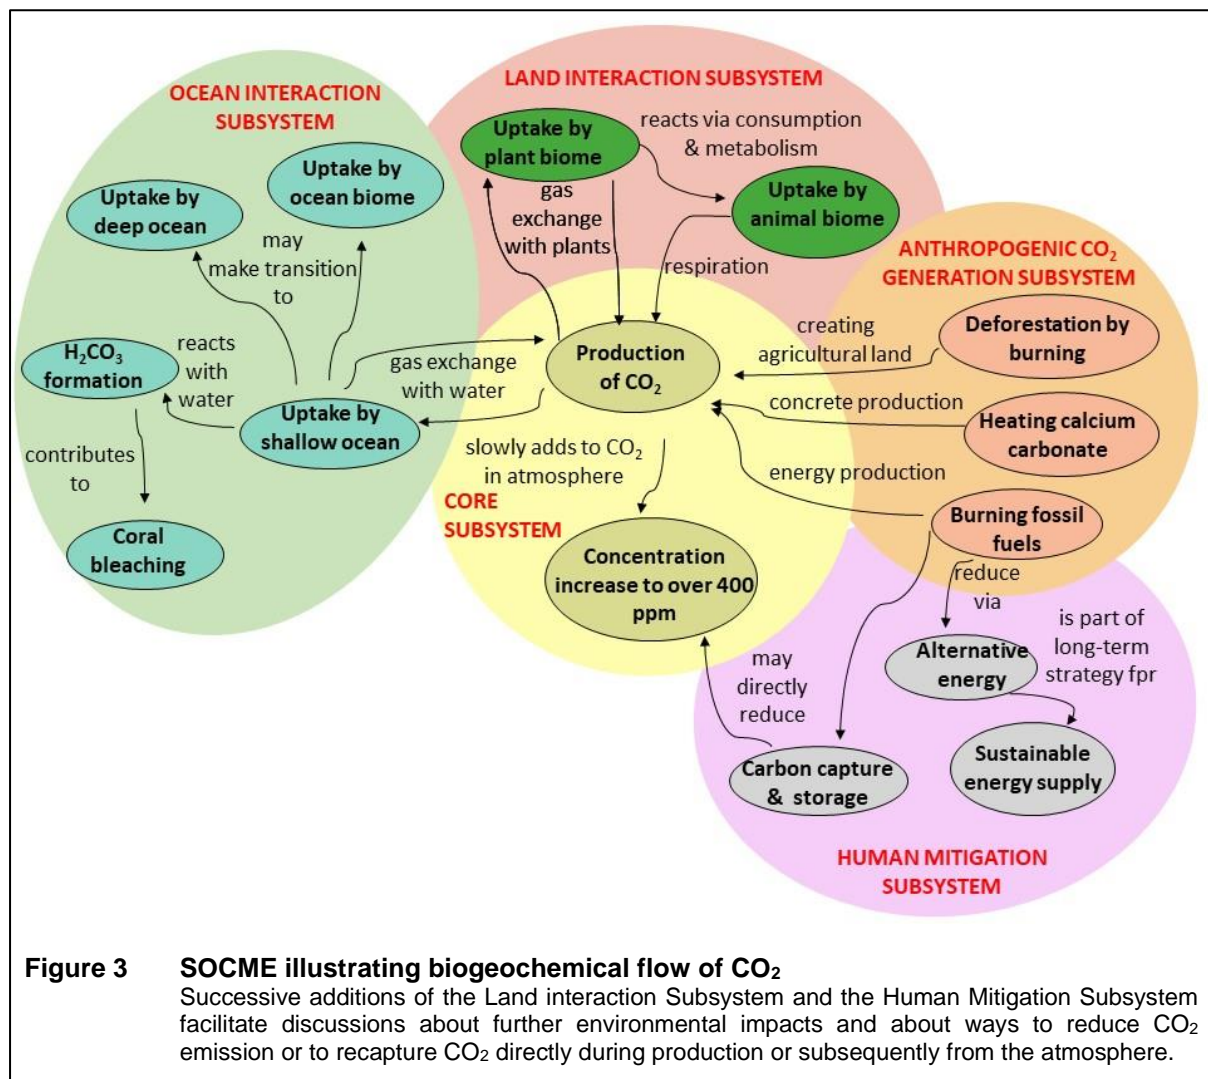 OCEAN INTERACTION
SUBSYSTEM
Uptake by
ocean biome
Uptake by
deep ocean
may
make transition
to
H₂CO₃
formation
reacts
with
water
Uptake by
shallow ocean
contributes
to
Coral
bleaching
gas exchange
with water
LAND INTERACTION SUBSYSTEM
Uptake by
plant biome
reacts via consumption
& metabolism
Uptake by
animal biome
gas
exchange
with plants
respiration
Production
of CO₂
slowly adds to CO₂
in atmosphere
CORE
SUBSYSTEM
Concentration
increase to over 400
ppm
ANTHROPOGENIC CO₂
GENERATION SUBSYSTEM
Deforestation by
burning
creating
agricultural land
Heating calcium
carbonate
concrete production
Burning fossil
fuels
energy production
reduce
via
Alternative
energy
is part of
long-term
strategy fpr
Sustainable
energy supply
may
directly
reduce
Carbon capture
& storage
HUMAN MITIGATION
SUBSYSTEM
Figure 3 SOCME illustrating biogeochemical flow of CO₂
Successive additions of the Land interaction Subsystem and the Human Mitigation Subsystem
facilitate discussions about further environmental impacts and about ways to reduce CO₂
emission or to recapture CO₂ directly during production or subsequently from the atmosphere.